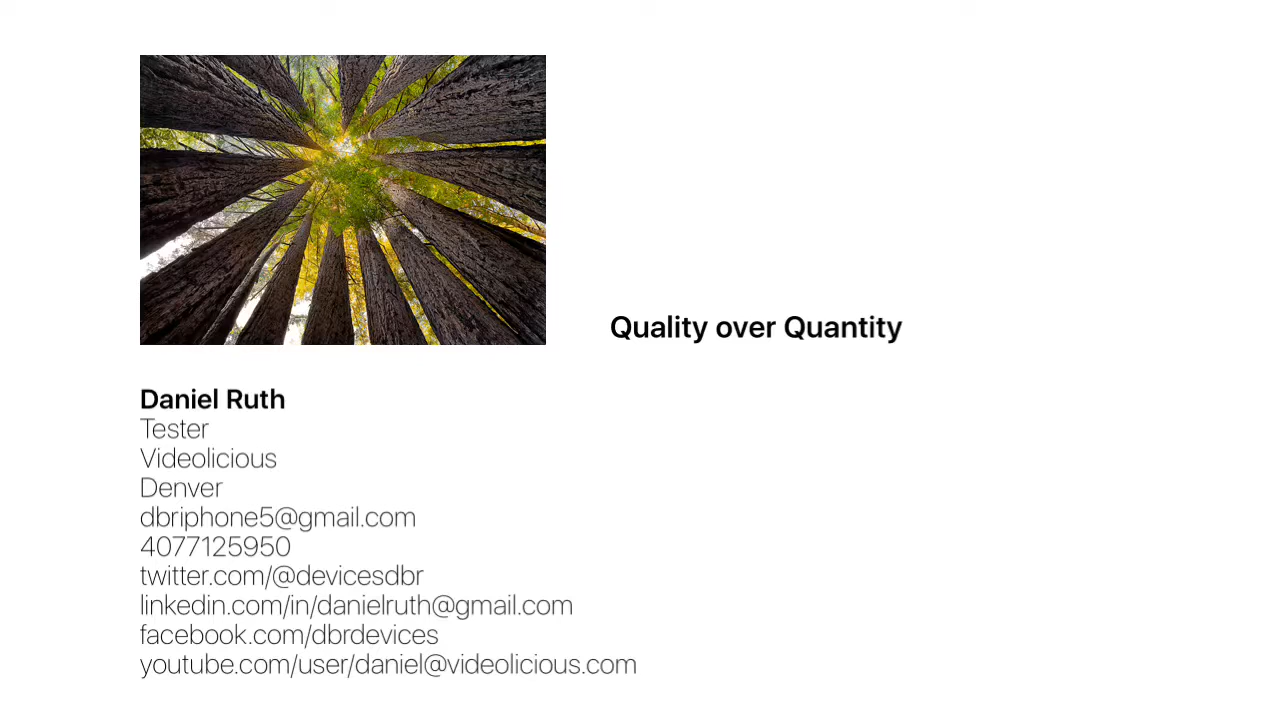 Quality over Quantity
Daniel Ruth
Tester
Videolicious
Denver
dbriphone5@gmail.com
4077125950
twitter.com/@devicesdbr
linkedin.com/in/danielruth@gmail.com
facebook.com/dbrdevices
youtube.com/user/daniel@videolicious.com